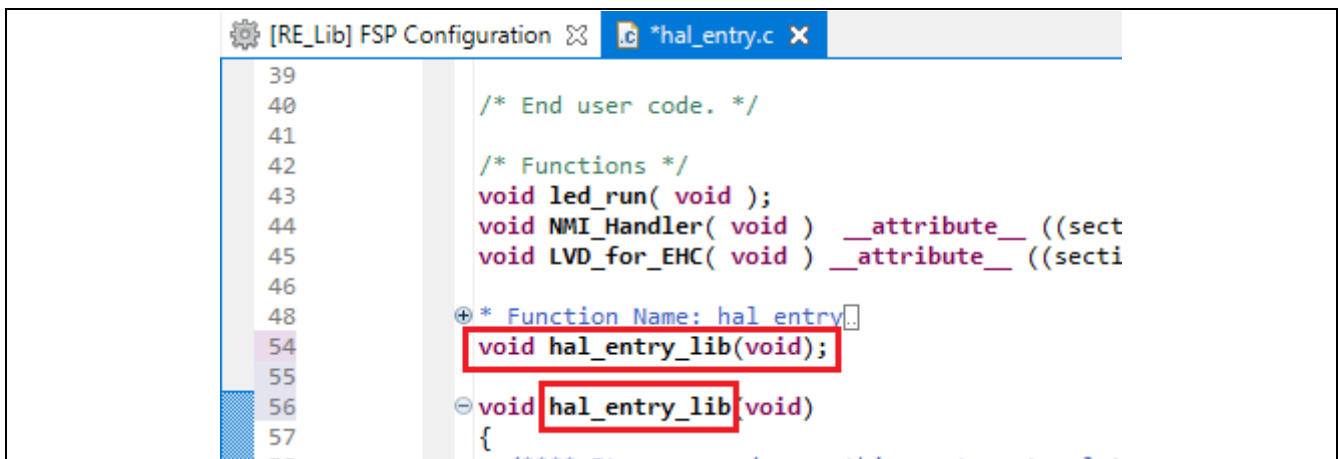 [RE_Lib] FSP Configuration *hal_entry.c
39
40 /* End user code. */
41
42 /* Functions */
43 void led_run( void );
44 void NMI_Handler( void ) __attribute__ ((sect
45 void LVD_for_EHC( void ) __attribute__ ((secti
46
48 * Function Name: hal entry..
54 void hal_entry_lib(void);
55
56 void hal_entry_lib(void)
57 {